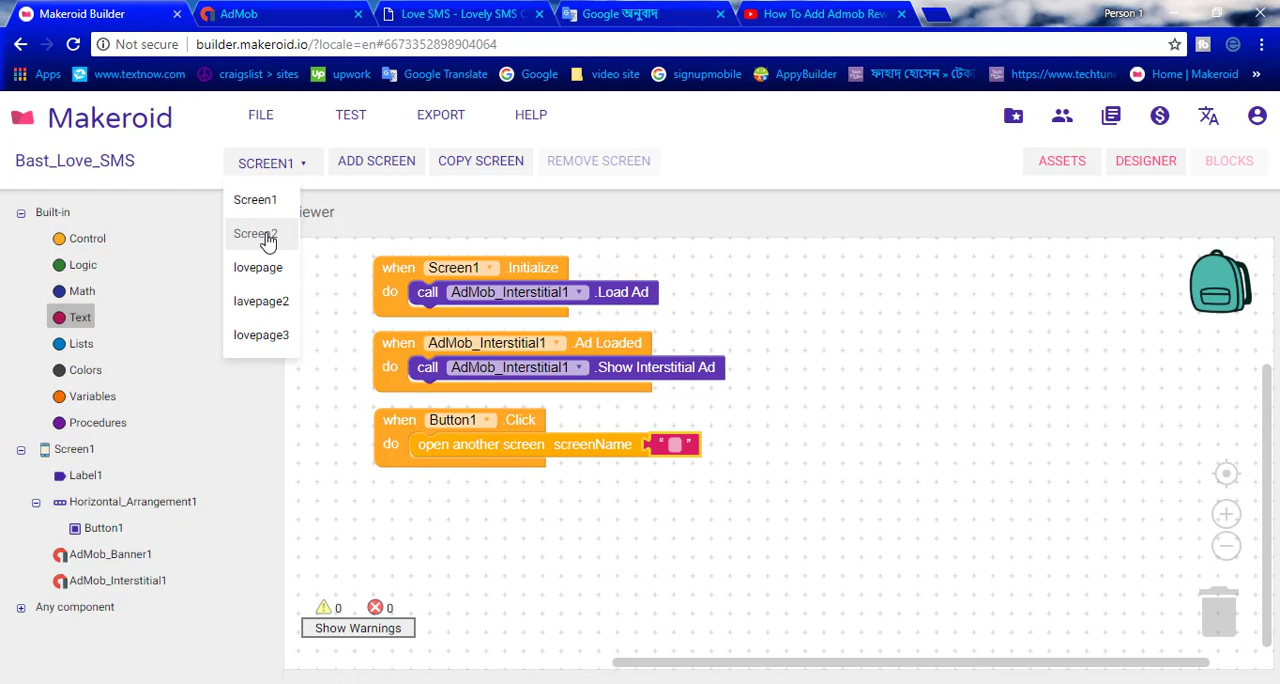 Makeroid Builder
AdMob
Love SMS - Lovely SMS C
Google অনুবাদ
How To Add Admob Rew
Person 1
Not secure
builder.makeroid.io/?locale=en#6673352898904064
Apps
www.textnow.com
craigslist > sites
Up upwork
Google Translate
Google
video site
signupmobile
AppyBuilder
ফাহাদ হোসেন » টেক
https://www.techtun
Home | Makeroid
»
Makeroid
FILE
TEST
EXPORT
HELP
Bast_Love_SMS
SCREEN1
ADD SCREEN
COPY SCREEN
REMOVE SCREEN
ASSETS
DESIGNER
BLOCKS
Screen1
Screen2
lovepage
lavepage2
lovepage3
Built-in
Control
Logic
Math
Text
Lists
Colors
Variables
Procedures
Screen1
Label1
Horizontal_Arrangement1
Button1
AdMob_Banner1
AdMob_Interstitial1
Any component
iewer
when Screen1 .Initialize
do call AdMob_Interstitial1 .Load Ad
when AdMob_Interstitial1 .Ad Loaded
do call AdMob_Interstitial1 .Show Interstitial Ad
when Button1 .Click
do open another screen screenName " "
0 0
Show Warnings